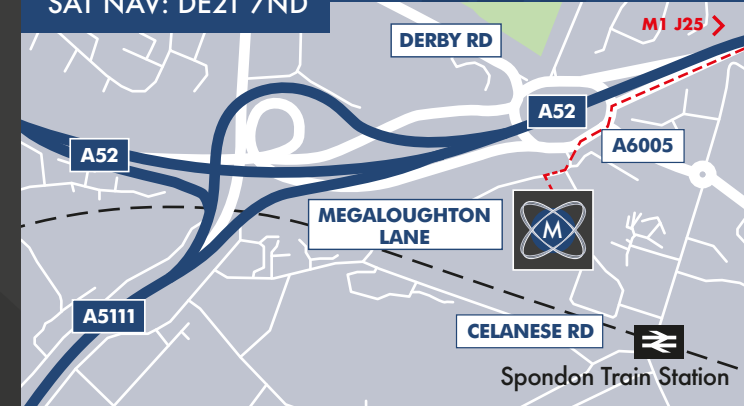 SAT NAV: DE21 7ND
M1 J25
DERBY RD
A52
A52
A6005
MEGALOUGHTON
LANE
M
A5111
CELANESE RD
Spondon Train Station